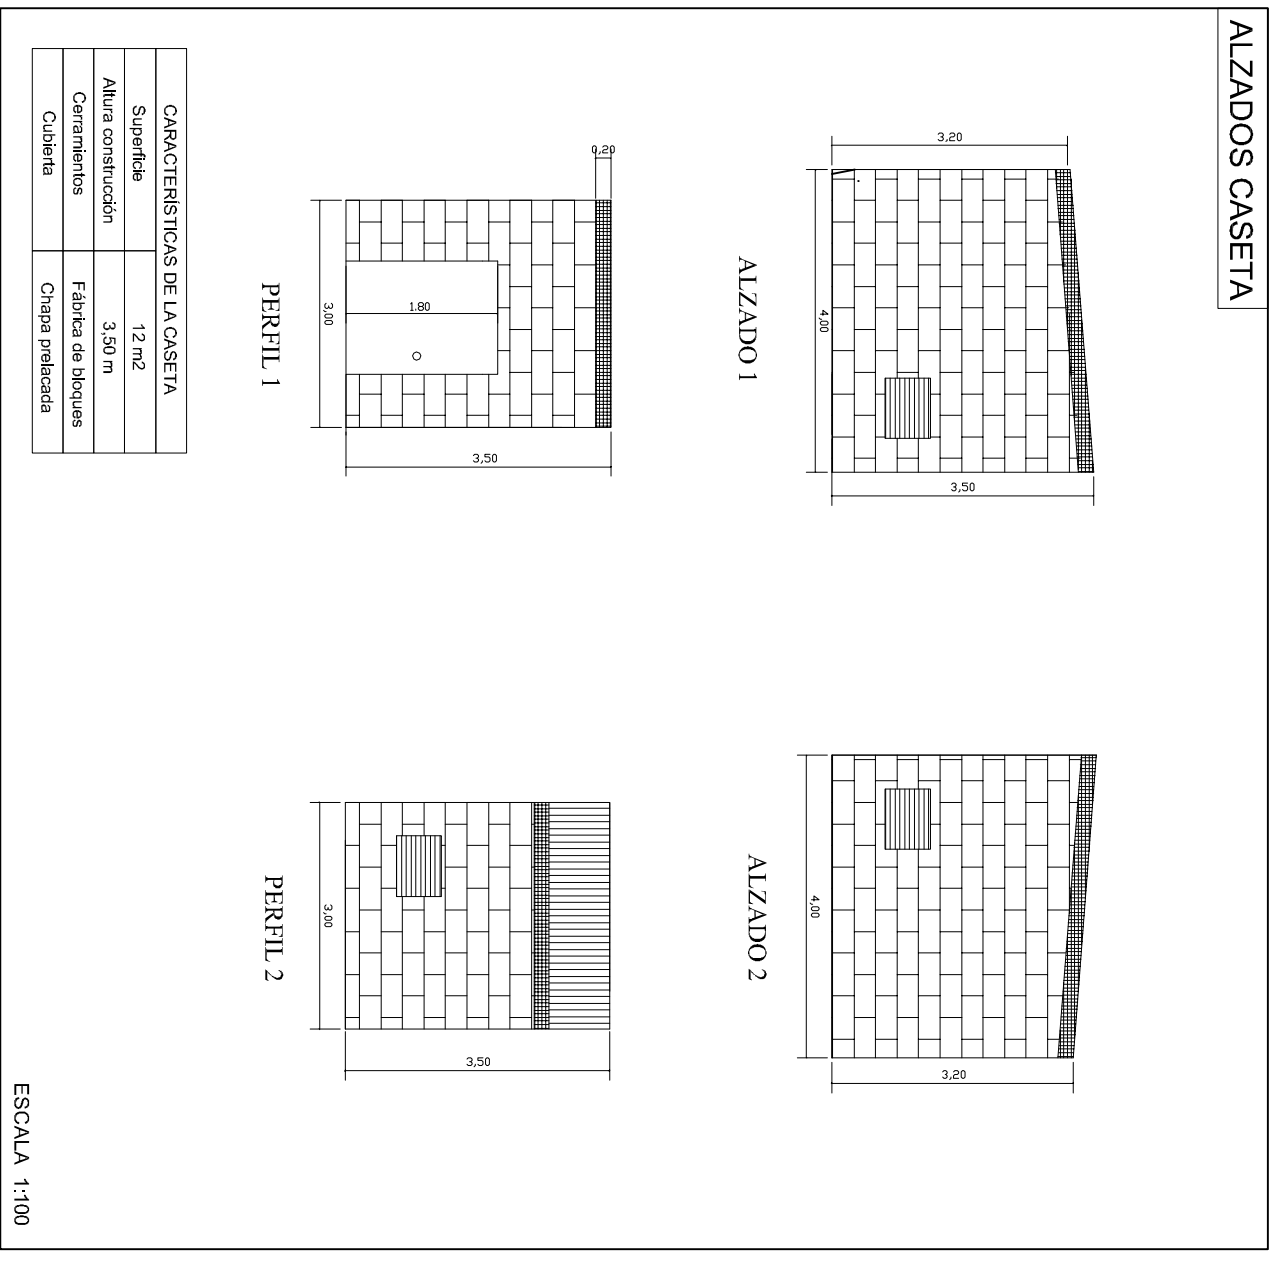 ALZADOS CASETA
3,20
4,00
3,50
ALZADO 1
4,00
3,20
ALZADO 2
0,20
1.80
3,00
3,50
PERFIL 1
3,00
3,50
PERFIL 2
CARACTERÍSTICAS DE LA CASETA
Superficie 12 m2
Altura construcción 3,50 m
Cerramientos Fábrica de bloques
Cubierta Chapa prelacada
ESCALA 1:100